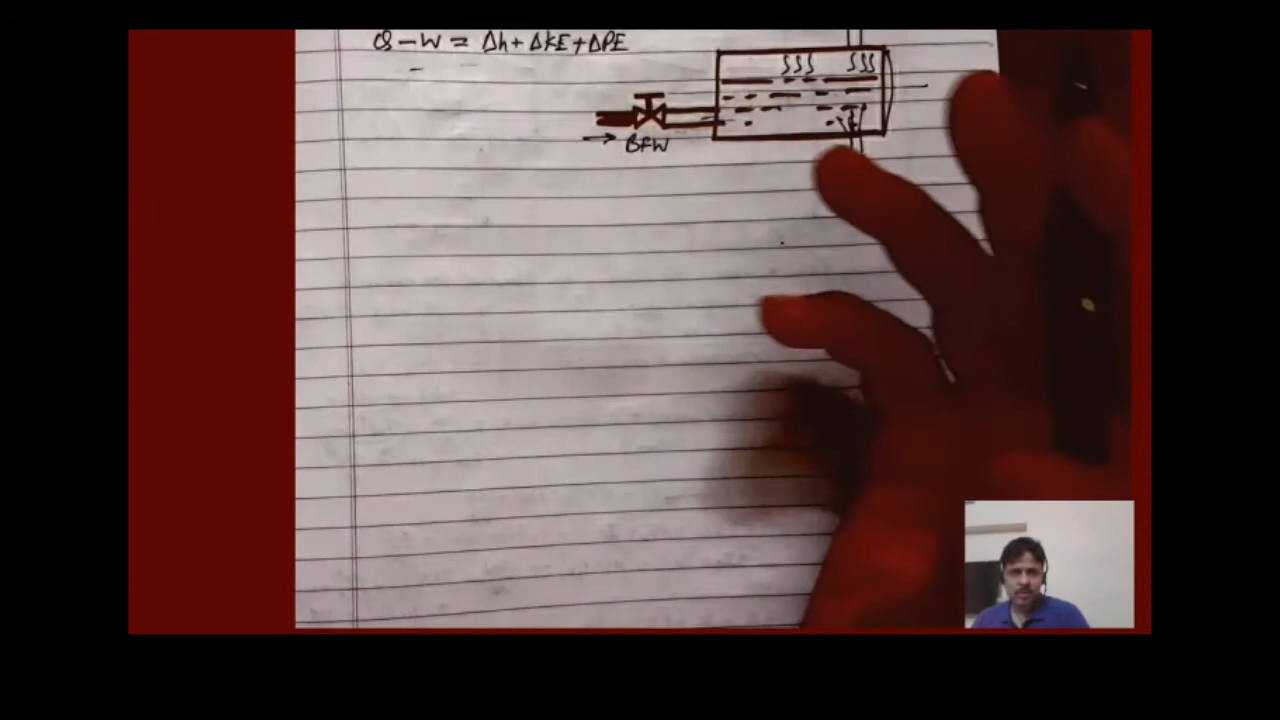 Q - W = Δh + ΔKE + ΔPE
BFW